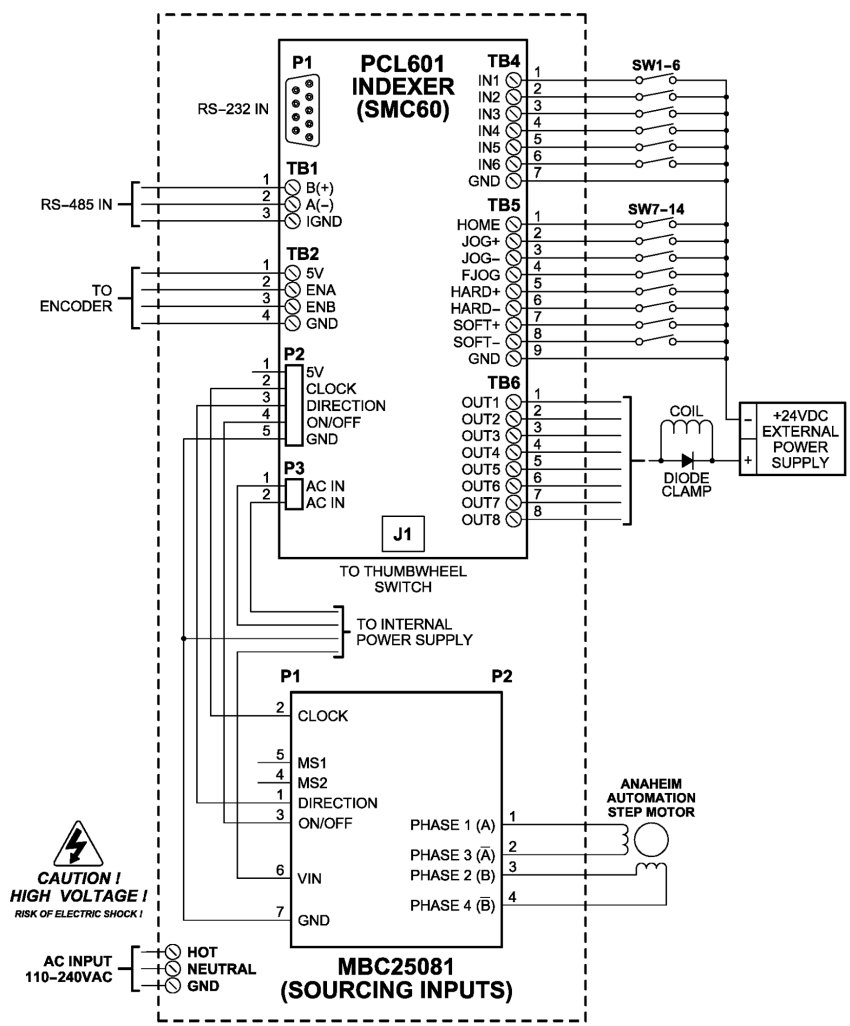 PCL601
INDEXER
(SMC60)
P1
RS-232 IN
TB1
RS-485 IN
1 B(+)
2 A(-)
3 IGND
TB2
TO
ENCODER
1 5V
2 ENA
3 ENB
4 GND
P2
1 5V
2 CLOCK
3 DIRECTION
4 ON/OFF
5 GND
P3
1 AC IN
2 AC IN
J1
TO THUMBWHEEL
SWITCH
TB4
SW1-6
IN1 1
IN2 2
IN3 3
IN4 4
IN5 5
IN6 6
GND 7
TB5
SW7-14
HOME 1
JOG+ 2
JOG- 3
FJOG 4
HARD+ 5
HARD- 6
SOFT+ 7
SOFT- 8
GND 9
TB6
OUT1 1
OUT2 2
OUT3 3
OUT4 4
OUT5 5
OUT6 6
OUT7 7
OUT8 8
COIL
DIODE
CLAMP
-
+
+24VDC
EXTERNAL
POWER
SUPPLY
TO INTERNAL
POWER SUPPLY
P1
P2
2 CLOCK
5 MS1
4 MS2
1 DIRECTION
3 ON/OFF
6 VIN
7 GND
PHASE 1 (A) 1
PHASE 3 (A̅) 2
PHASE 2 (B) 3
PHASE 4 (B̅) 4
ANAHEIM
AUTOMATION
STEP MOTOR
MBC25081
(SOURCING INPUTS)
CAUTION !
HIGH VOLTAGE !
RISK OF ELECTRIC SHOCK !
AC INPUT
110-240VAC
HOT
NEUTRAL
GND